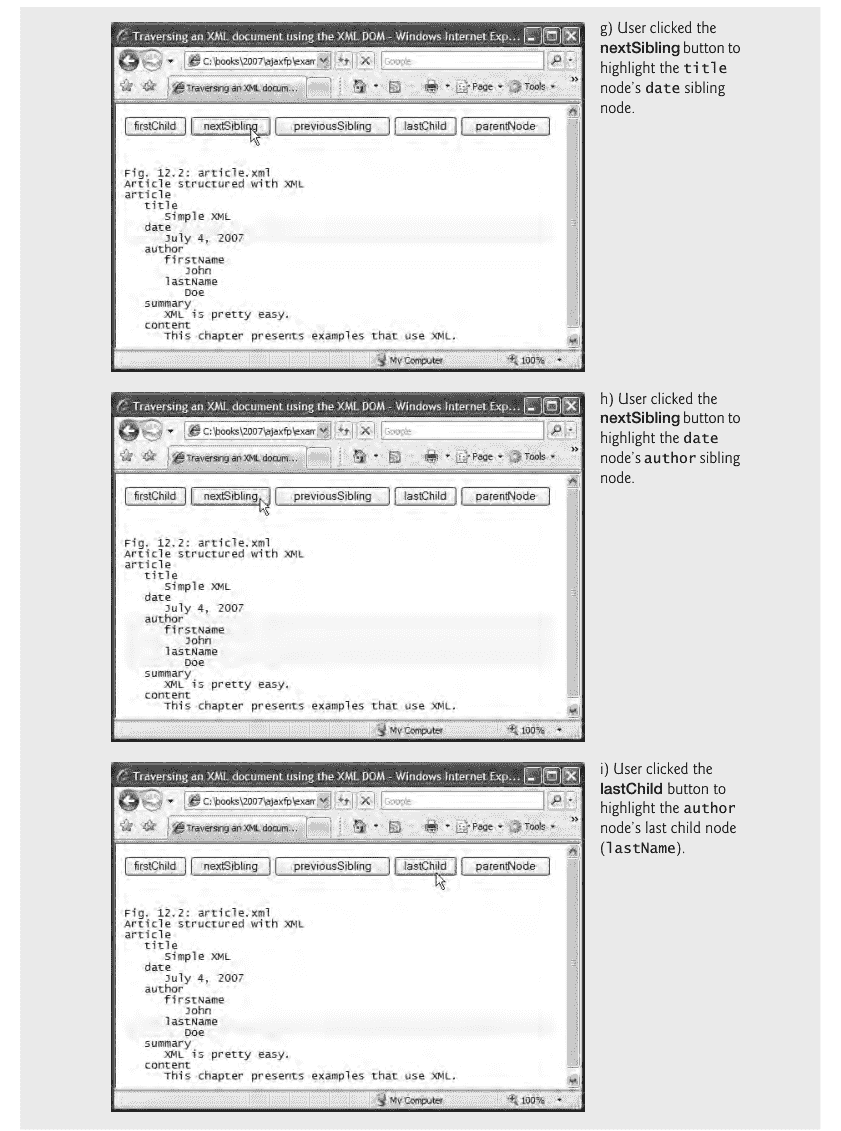 Traversing an XML document using the XML DOM - Windows Internet Exp...
C:\books\2007\ajaxfp\exam
Google
Traversing an XML docum...
Page
Tools
»
firstChild nextSibling previousSibling lastChild parentNode
Fig. 12.2: article.xml
Article structured with XML
article
title
Simple XML
date
July 4, 2007
author
firstName
John
lastName
Doe
summary
XML is pretty easy.
content
This chapter presents examples that use XML.
My Computer
100%
g) User clicked the
nextSibling button to
highlight the title
node's date sibling
node.
Traversing an XML document using the XML DOM - Windows Internet Exp...
C:\books\2007\ajaxfp\exam
Google
Traversing an XML docum...
Page
Tools
»
firstChild nextSibling previousSibling lastChild parentNode
Fig. 12.2: article.xml
Article structured with XML
article
title
Simple XML
date
July 4, 2007
author
firstName
John
lastName
Doe
summary
XML is pretty easy.
content
This chapter presents examples that use XML.
My Computer
100%
h) User clicked the
nextSibling button to
highlight the date
node's author sibling
node.
Traversing an XML document using the XML DOM - Windows Internet Exp...
C:\books\2007\ajaxfp\exam
Google
Traversing an XML docum...
Page
Tools
»
firstChild nextSibling previousSibling lastChild parentNode
Fig. 12.2: article.xml
Article structured with XML
article
title
Simple XML
date
July 4, 2007
author
firstName
John
lastName
Doe
summary
XML is pretty easy.
content
This chapter presents examples that use XML.
My Computer
100%
i) User clicked the
lastChild button to
highlight the author
node's last child node
(lastName).